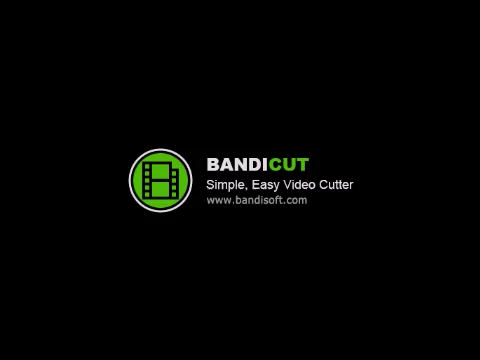 BANDICUT
Simple, Easy Video Cutter
www.bandisoft.com